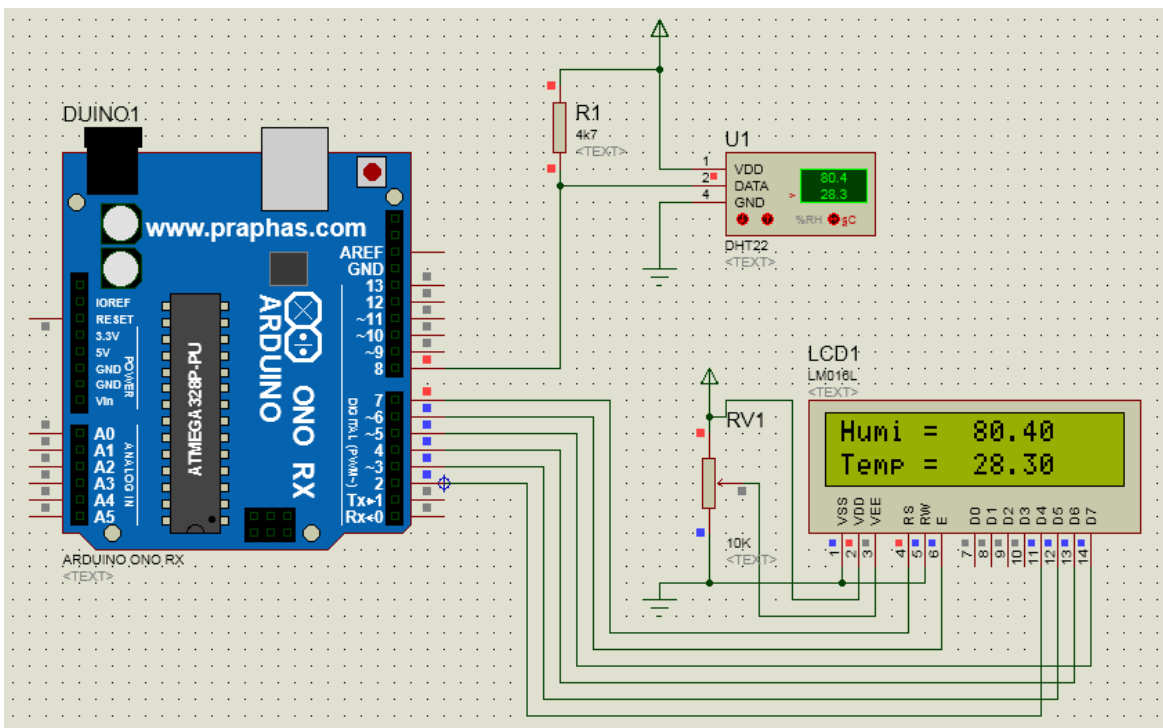 DUINO1
www.praphas.com
AREF
GND
13
12
~11
~10
~9
8
7
~6
~5
4
~3
2
Tx▸1
Rx◂0
DIGITAL (PWM~)
IOREF
RESET
3.3V
5V
GND
GND
Vin
POWER
A0
A1
A2
A3
A4
A5
ANALOG IN
ATMEGA328P-PU
ARDUINO
ONO RX
ARDUINO ONO RX
<TEXT>
R1
4k7
<TEXT>
U1
1
2
4
VDD
DATA
GND
80.4
28.3
>
%RH
°C
DHT22
<TEXT>
RV1
10K
<TEXT>
LCD1
LM016L
<TEXT>
Humi = 80.40
Temp = 28.30
VSS
VDD
VEE
RS
RW
E
D0
D1
D2
D3
D4
D5
D6
D7
1
2
3
4
5
6
7
8
9
10
11
12
13
14